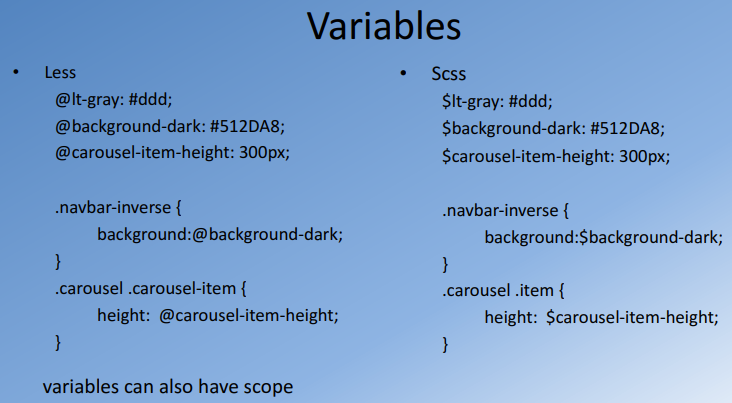 Variables
• Less
@lt-gray: #ddd;
@background-dark: #512DA8;
@carousel-item-height: 300px;
.navbar-inverse {
background:@background-dark;
}
.carousel .carousel-item {
height: @carousel-item-height;
}
variables can also have scope
• Scss
$lt-gray: #ddd;
$background-dark: #512DA8;
$carousel-item-height: 300px;
.navbar-inverse {
background:$background-dark;
}
.carousel .item {
height: $carousel-item-height;
}